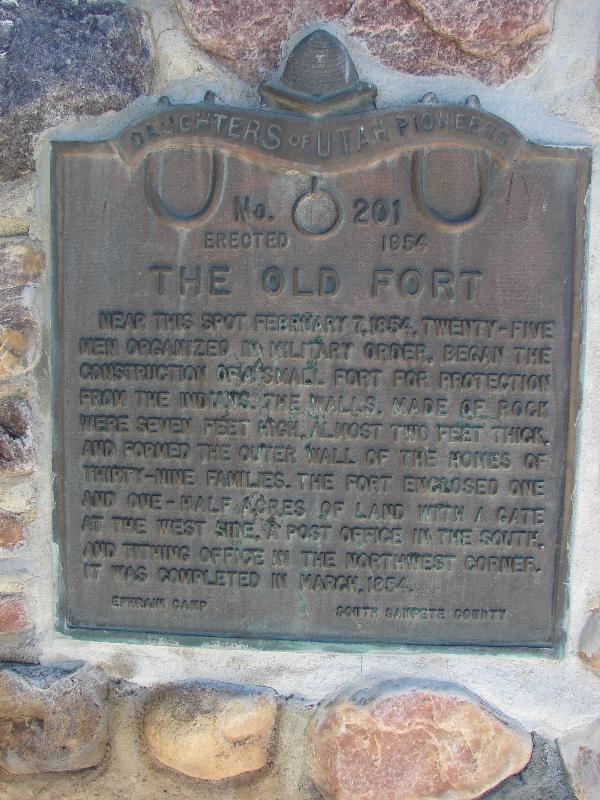 DAUGHTERS OF UTAH PIONEERS
No. 201
ERECTED 1954
THE OLD FORT
NEAR THIS SPOT FEBRUARY 7, 1854, TWENTY-FIVE
MEN ORGANIZED IN MILITARY ORDER, BEGAN THE
CONSTRUCTION OF A SMALL FORT FOR PROTECTION
FROM THE INDIANS. THE WALLS, MADE OF ROCK
WERE SEVEN FEET HIGH, ALMOST TWO FEET THICK,
AND FORMED THE OUTER WALL OF THE HOMES OF
THIRTY-NINE FAMILIES. THE FORT ENCLOSED ONE
AND ONE-HALF ACRES OF LAND WITH A GATE
AT THE WEST SIDE, A POST OFFICE IN THE SOUTH,
AND TITHING OFFICE IN THE NORTHWEST CORNER.
IT WAS COMPLETED IN MARCH, 1854.
EPHRAIM CAMP SOUTH SANPETE COUNTY